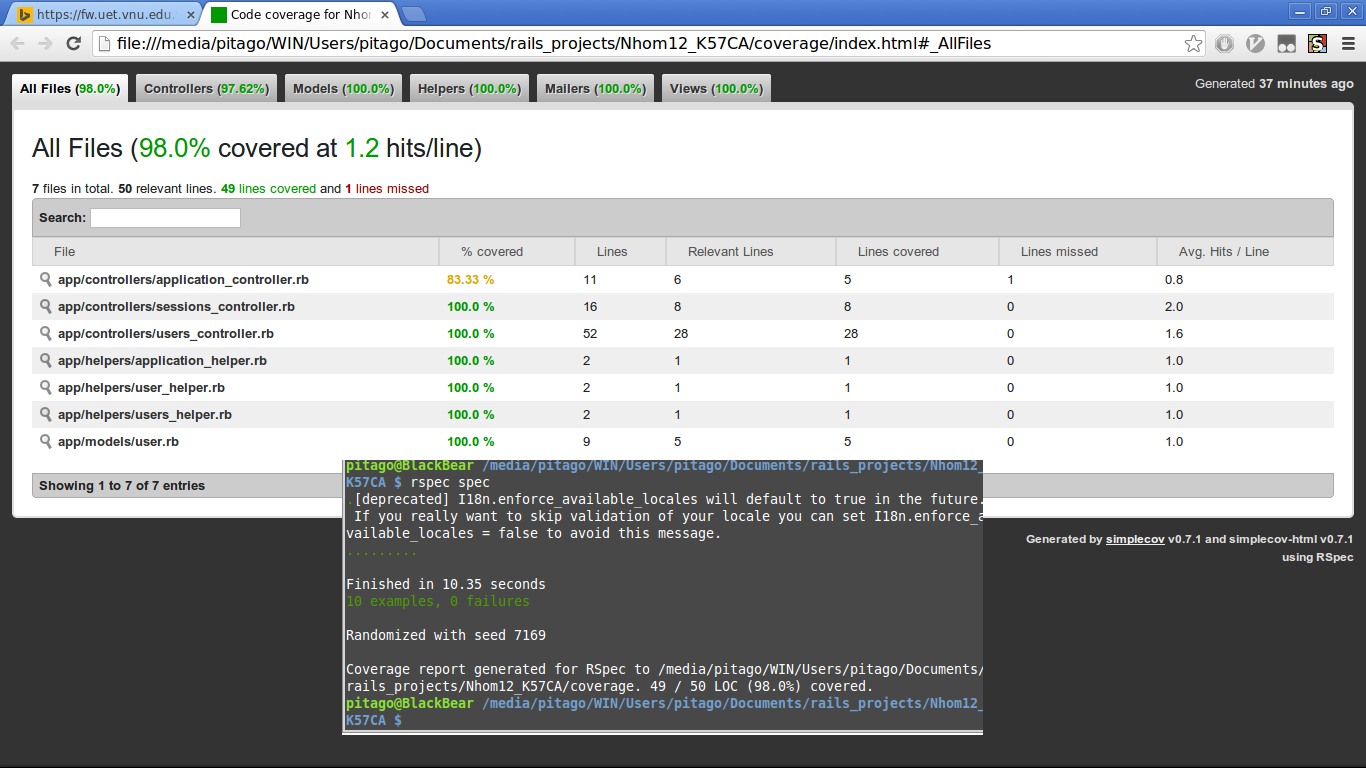 https://fw.uet.vnu.edu.
Code coverage for Nhom
file:///media/pitago/WIN/Users/pitago/Documents/rails_projects/Nhom12_K57CA/coverage/index.html#_AllFiles
All Files (98.0%) Controllers (97.62%) Models (100.0%) Helpers (100.0%) Mailers (100.0%) Views (100.0%)
Generated 37 minutes ago
All Files (98.0% covered at 1.2 hits/line)
7 files in total. 50 relevant lines. 49 lines covered and 1 lines missed
Search:
File % covered Lines Relevant Lines Lines covered Lines missed Avg. Hits / Line
app/controllers/application_controller.rb 83.33 % 11 6 5 1 0.8
app/controllers/sessions_controller.rb 100.0 % 16 8 8 0 2.0
app/controllers/users_controller.rb 100.0 % 52 28 28 0 1.6
app/helpers/application_helper.rb 100.0 % 2 1 1 0 1.0
app/helpers/user_helper.rb 100.0 % 2 1 1 0 1.0
app/helpers/users_helper.rb 100.0 % 2 1 1 0 1.0
app/models/user.rb 100.0 % 9 5 5 0 1.0
Showing 1 to 7 of 7 entries
Generated by simplecov v0.7.1 and simplecov-html v0.7.1
using RSpec
pitago@BlackBear /media/pitago/WIN/Users/pitago/Documents/rails_projects/Nhom12_
K57CA $ rspec spec
.[deprecated] I18n.enforce_available_locales will default to true in the future.
If you really want to skip validation of your locale you can set I18n.enforce_a
vailable_locales = false to avoid this message.
.........
Finished in 10.35 seconds
10 examples, 0 failures
Randomized with seed 7169
Coverage report generated for RSpec to /media/pitago/WIN/Users/pitago/Documents/
rails_projects/Nhom12_K57CA/coverage. 49 / 50 LOC (98.0%) covered.
pitago@BlackBear /media/pitago/WIN/Users/pitago/Documents/rails_projects/Nhom12_
K57CA $